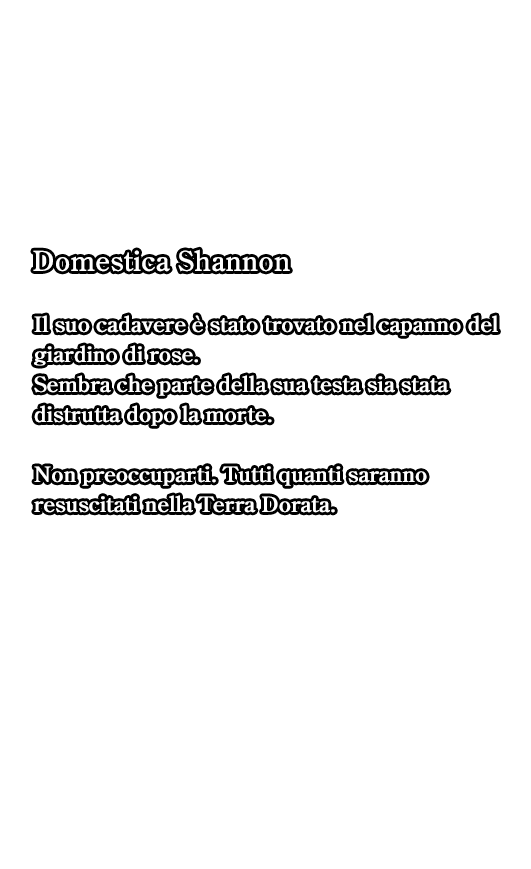 Domestica Shannon
Il suo cadavere è stato trovato nel capanno del
giardino di rose.
Sembra che parte della sua testa sia stata
distrutta dopo la morte.
Non preoccuparti. Tutti quanti saranno
resuscitati nella Terra Dorata.